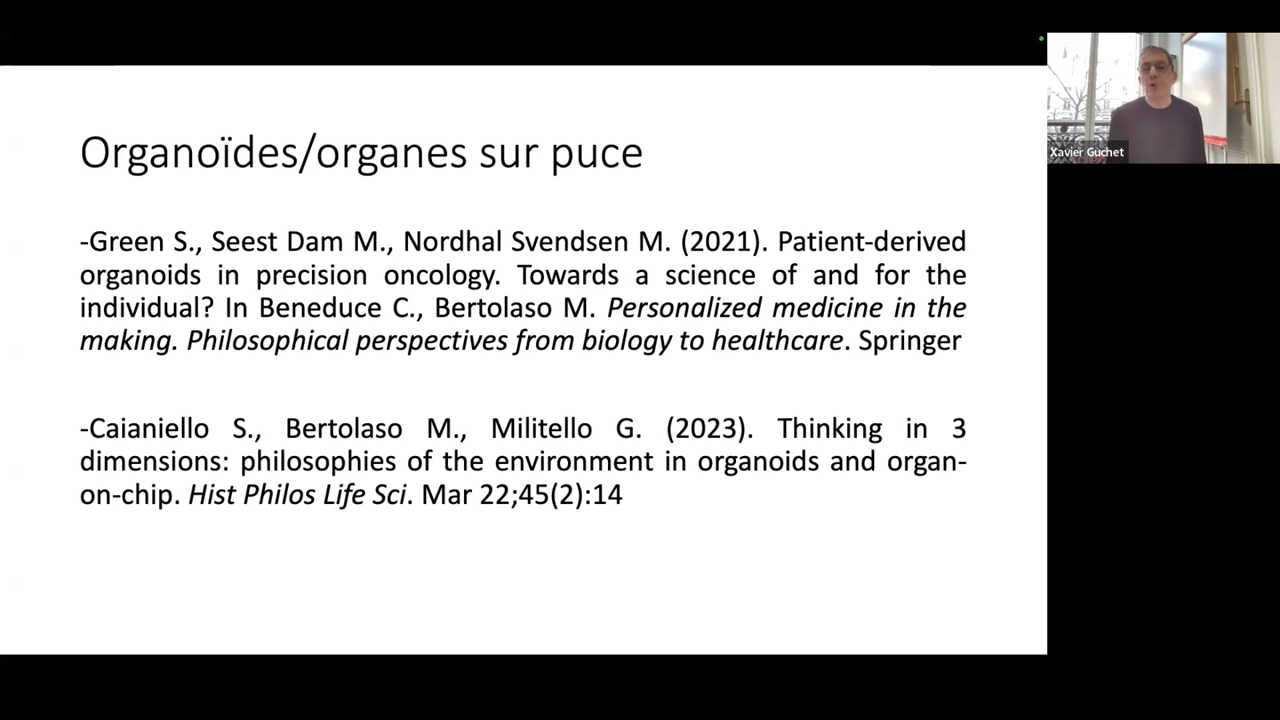 Organoïdes/organes sur puce
-Green S., Seest Dam M., Nordhal Svendsen M. (2021). Patient-derived
organoids in precision oncology. Towards a science of and for the
individual? In Beneduce C., Bertolaso M. Personalized medicine in the
making. Philosophical perspectives from biology to healthcare. Springer
-Caianiello S., Bertolaso M., Militello G. (2023). Thinking in 3
dimensions: philosophies of the environment in organoids and organ-
on-chip. Hist Philos Life Sci. Mar 22;45(2):14
Xavier Guchet